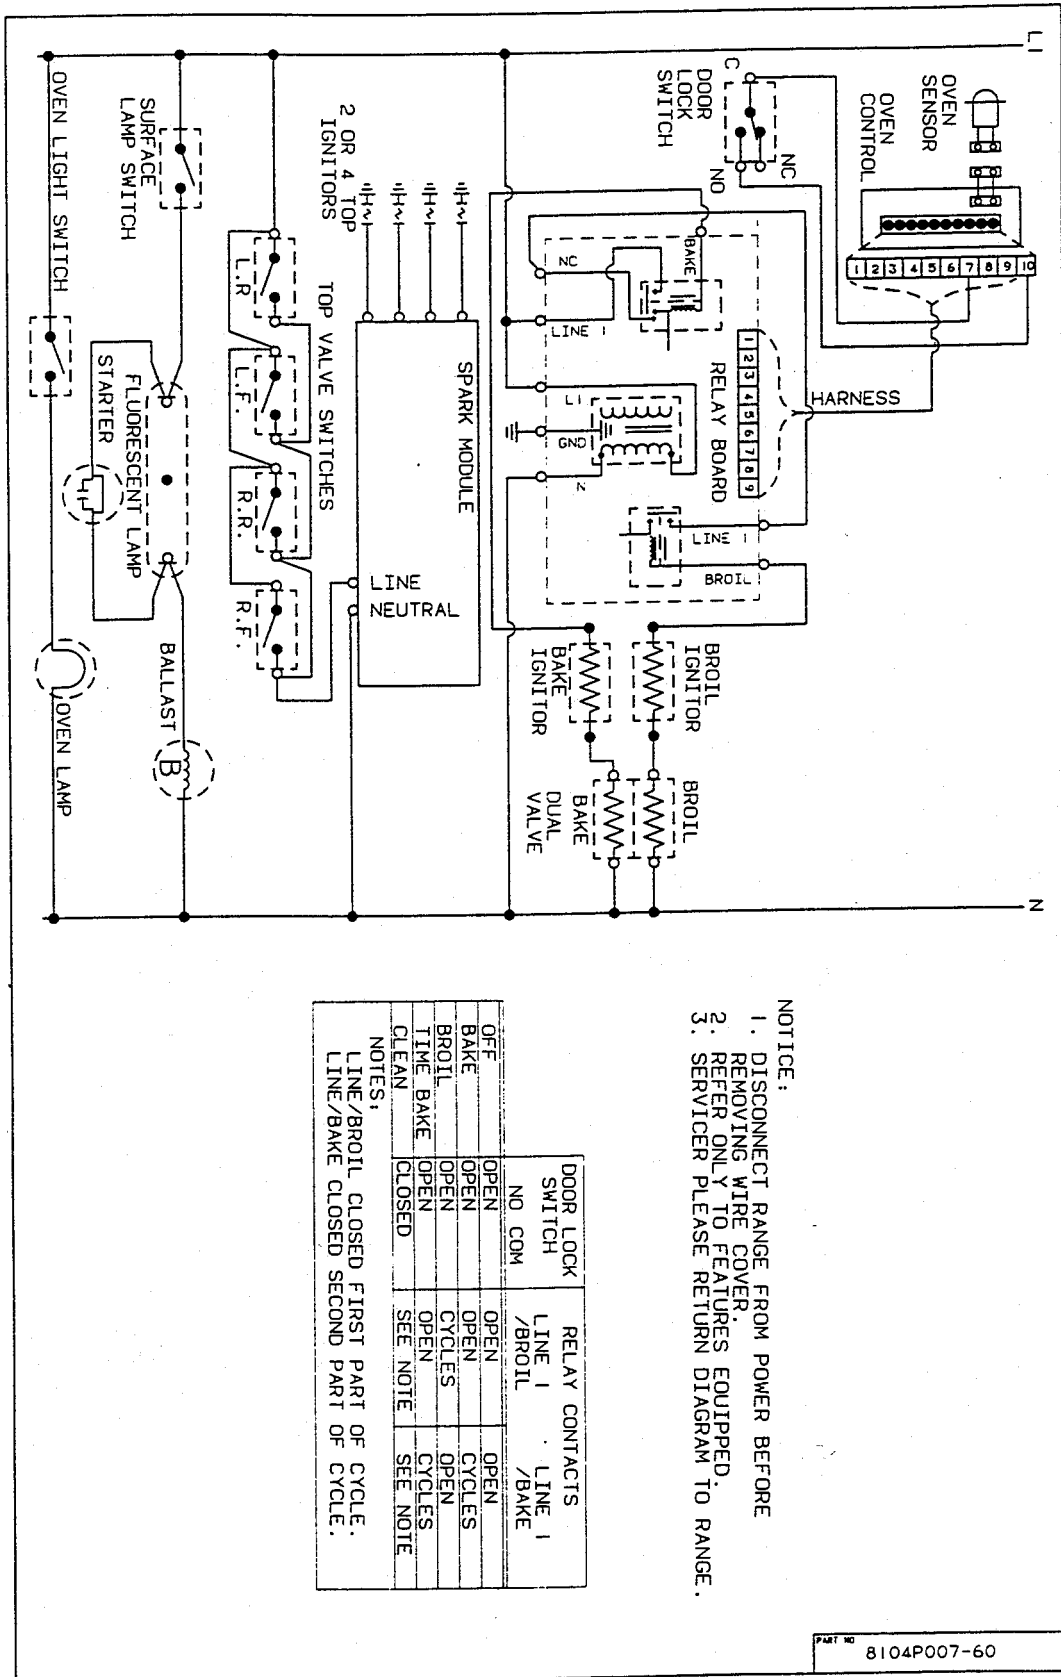 L1
OVEN
SENSOR
OVEN
CONTROL
1 2 3 4 5 6 7 8 9 10
DOOR
LOCK
SWITCH
C
NC
NO
HARNESS
1 2 3 4 5 6 7 8 9
RELAY BOARD
BAKE
NC
LINE 1
L1
GND
N
LINE 1
BROIL
BROIL
IGNITOR
BROIL
BAKE
IGNITOR
BAKE
DUAL
VALVE
2 OR 4 TOP
IGNITORS
SPARK MODULE
LINE
NEUTRAL
TOP VALVE SWITCHES
L.R
L.F.
R.R.
R.F.
SURFACE
LAMP SWITCH
FLUORESCENT LAMP
STARTER
BALLAST
B
OVEN LIGHT SWITCH
OVEN LAMP
N
NOTICE:
1. DISCONNECT RANGE FROM POWER BEFORE
REMOVING WIRE COVER.
2. REFER ONLY TO FEATURES EQUIPPED.
3. SERVICER PLEASE RETURN DIAGRAM TO RANGE.
DOOR LOCK RELAY CONTACTS
SWITCH LINE 1 LINE 1
NO COM /BROIL /BAKE
OFF OPEN OPEN OPEN
BAKE OPEN OPEN CYCLES
BROIL OPEN CYCLES OPEN
TIME BAKE OPEN OPEN CYCLES
CLEAN CLOSED SEE NOTE SEE NOTE
NOTES:
LINE/BROIL CLOSED FIRST PART OF CYCLE.
LINE/BAKE CLOSED SECOND PART OF CYCLE.
PART NO 8104P007-60